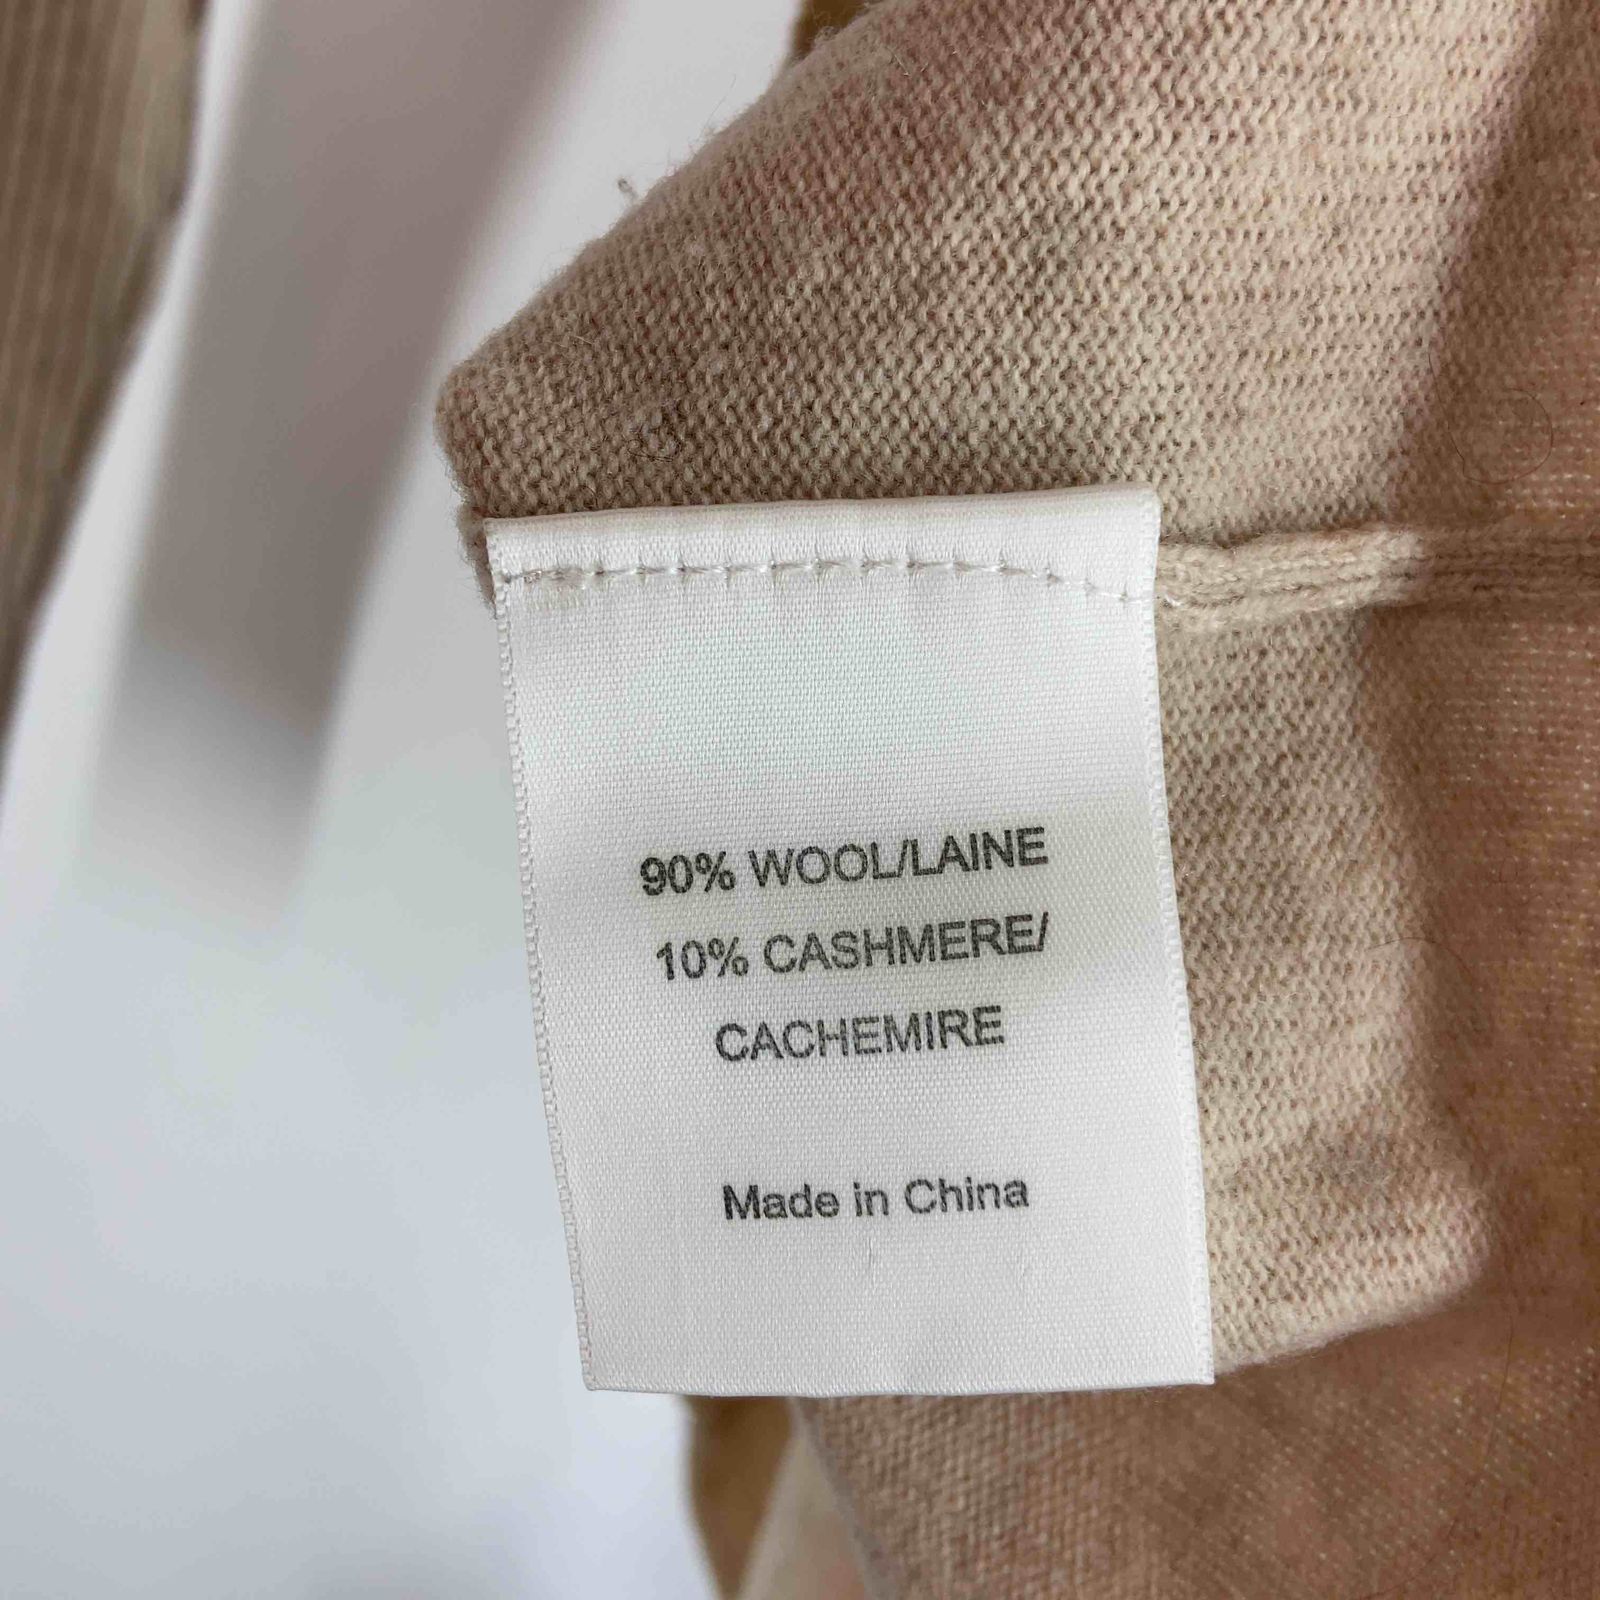 90% WOOL/LAINE
10% CASHMERE/
CACHEMIRE
Made in China